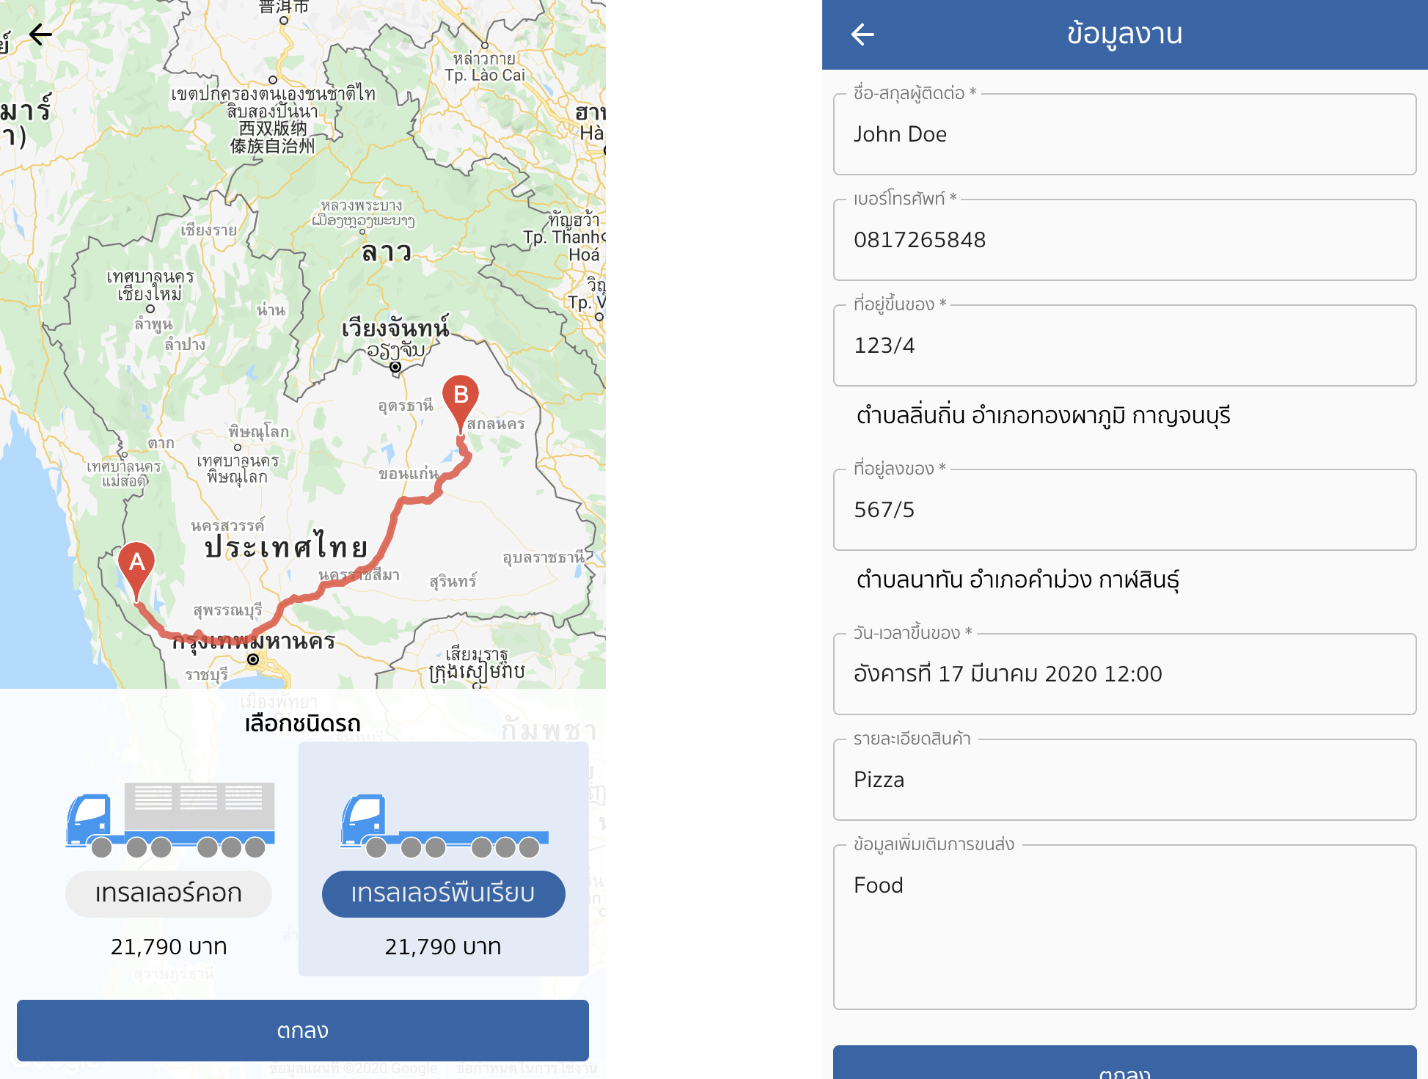 普洱市
หล่าวกาย
Tp. Lào Cai
เขตปกครองตนเองชนชาติไท
สิบสองปันนา
西双版纳
傣族自治州
มาร์
า)
ฮาน
Hà
หลวงพระบาง
ເມືອງຫຼວງພະບາງ
เชียงราย
ลาว
ทัญฮว้า
Tp. Thanh
Hoá
เทศบาลนคร
เชียงใหม่
น่าน
ลำพูน
ลำปาง
Tp. V
เวียงจันทน์
ວຽງຈັນ
B
อุดรธานี
สกลนคร
ตาก
พิษณุโลก
เทศบาลนคร
แม่สอด
เทศบาลนคร
พิษณุโลก
ขอนแก่น
นครสวรรค์
ประเทศไทย
A
นครราชสีมา
สุรินทร์
อุบลราชธานี
สุพรรณบุรี
กรุงเทพมหานคร
ราชบุรี
เสียมราฐ
ក្រុងសៀមរាប
เมืองพัทยา
กัมพูชา
เลือกชนิดรถ
เทรลเลอร์คอก
เทรลเลอร์พื้นเรียบ
21,790 บาท
21,790 บาท
สุราษฎร์ธานี
ตกลง
Google
ข้อมูลแผนที่ ©2020 Google
ข้อกำหนดในการใช้งาน
ข้อมูลงาน
ชื่อ-สกุลผู้ติดต่อ *
John Doe
เบอร์โทรศัพท์ *
0817265848
ที่อยู่ขึ้นของ *
123/4
ตำบลลิ่นถิ่น อำเภอทองผาภูมิ กาญจนบุรี
ที่อยู่ลงของ *
567/5
ตำบลนาทัน อำเภอคำม่วง กาฬสินธุ์
วัน-เวลาขึ้นของ *
อังคารที่ 17 มีนาคม 2020 12:00
รายละเอียดสินค้า
Pizza
ข้อมูลเพิ่มเติมการขนส่ง
Food
ตกลง